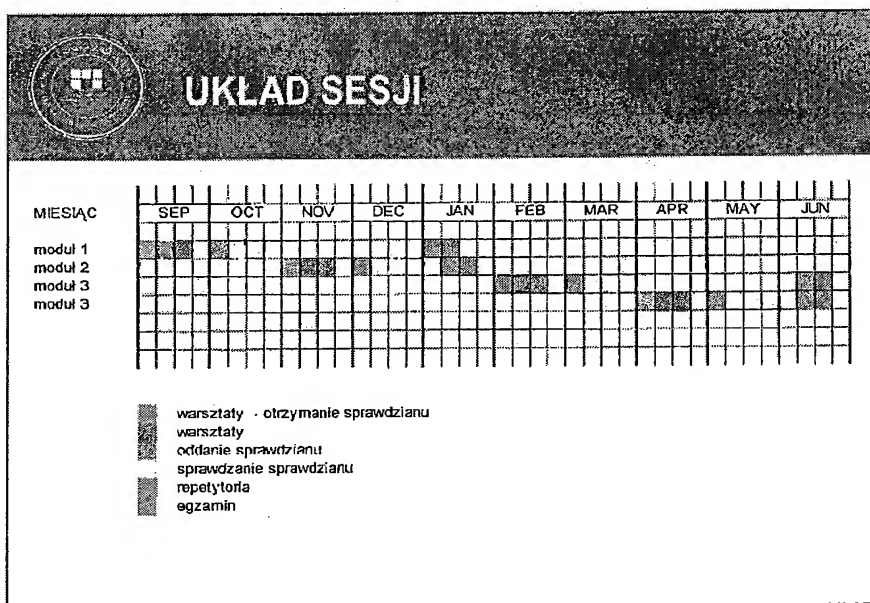 UKŁAD SESJI
MIESIĄC SEP OCT NOV DEC JAN FEB MAR APR MAY JUN
moduł 1
moduł 2
moduł 3
moduł 3
warsztaty - otrzymanie sprawdzianu
warsztaty
oddanie sprawdzianu
sprawdzanie sprawdzianu
repetytoria
egzamin